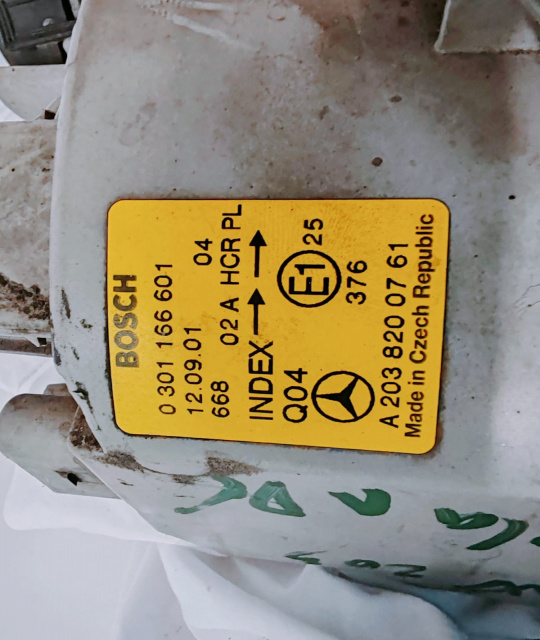 BOSCH
0 301 166 601
12.09.01
668 04
02 A HCR PL
INDEX → →
Q04 E1 25
376
A 203 820 07 61
Made in Czech Republic
203